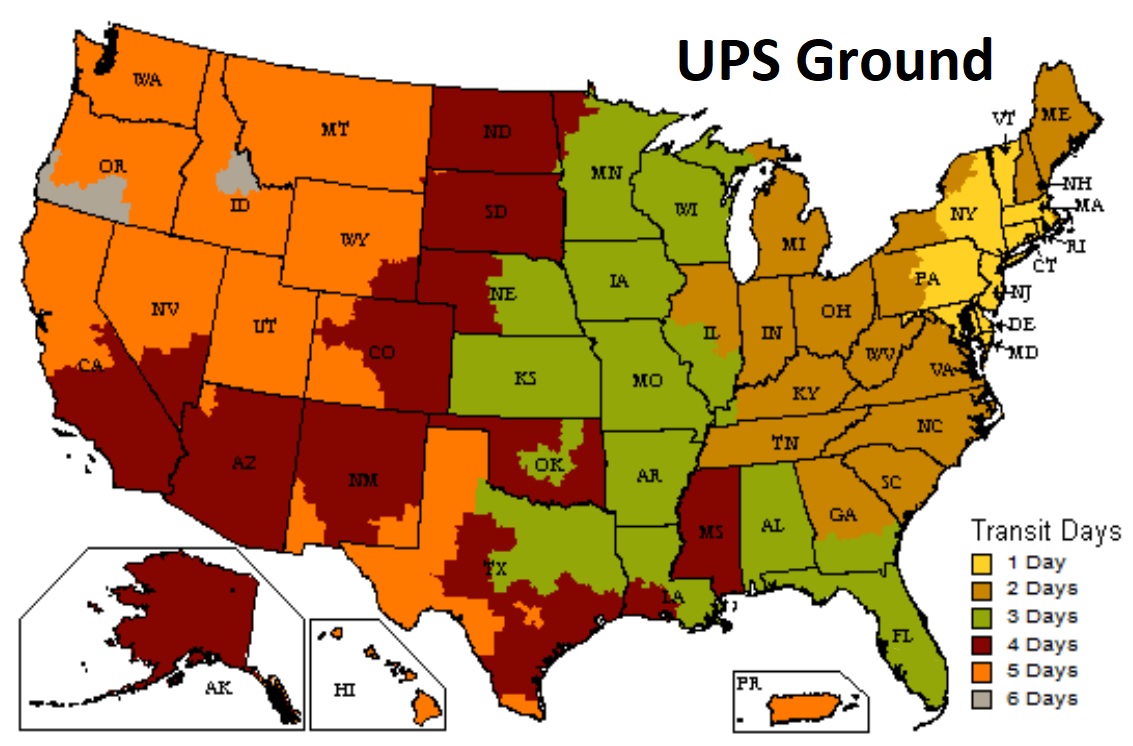 UPS Ground
WA
MT
ND
VT
ME
OR
MN
NH
ID
SD
WI
NY
MA
WY
MI
RI
CT
NV
UT
NE
IA
PA
NJ
CA
CO
IL
IN
OH
DE
WV
MD
KS
MO
KY
VA
AZ
NM
OK
AR
TN
NC
SC
MS
AL
GA
TX
LA
FL
AK
HI
PR
Transit Days
1 Day
2 Days
3 Days
4 Days
5 Days
6 Days